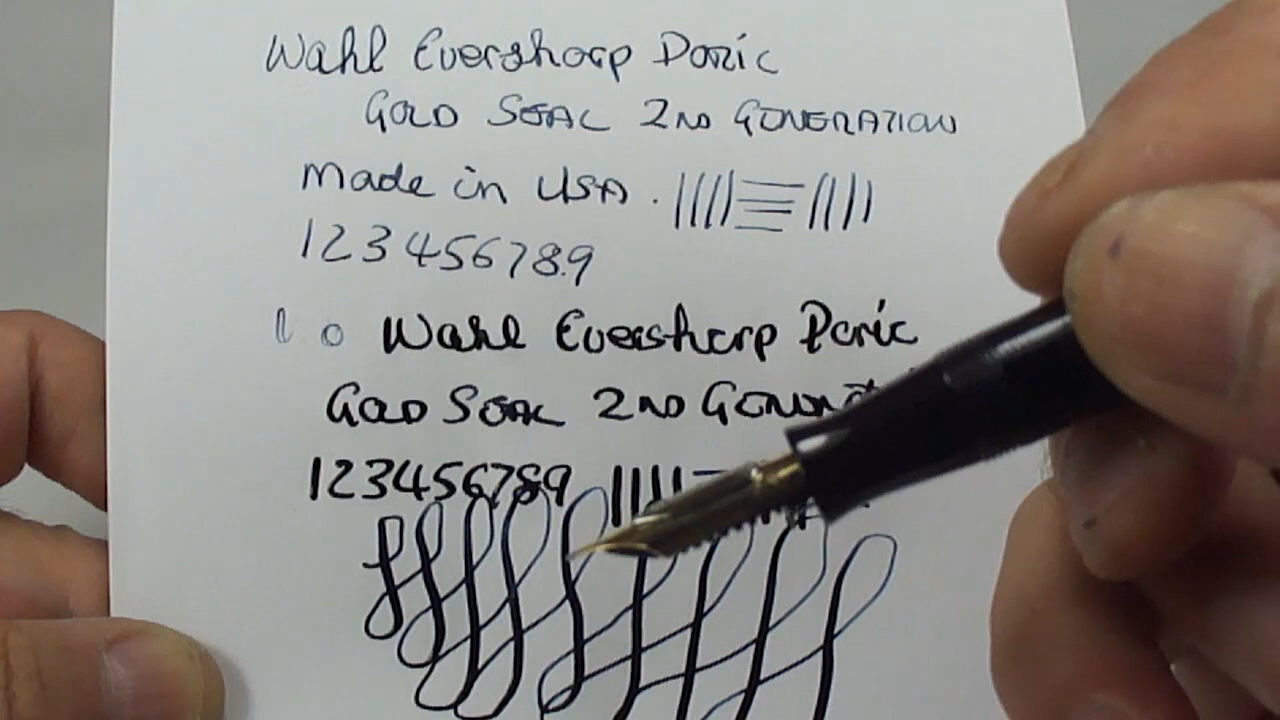 Wahl Eversharp Doric
GOLD SEAL 2ND GENERATION
made in USA.
123456789
Wahl Eversharp Doric
GOLD SEAL 2ND
123456789